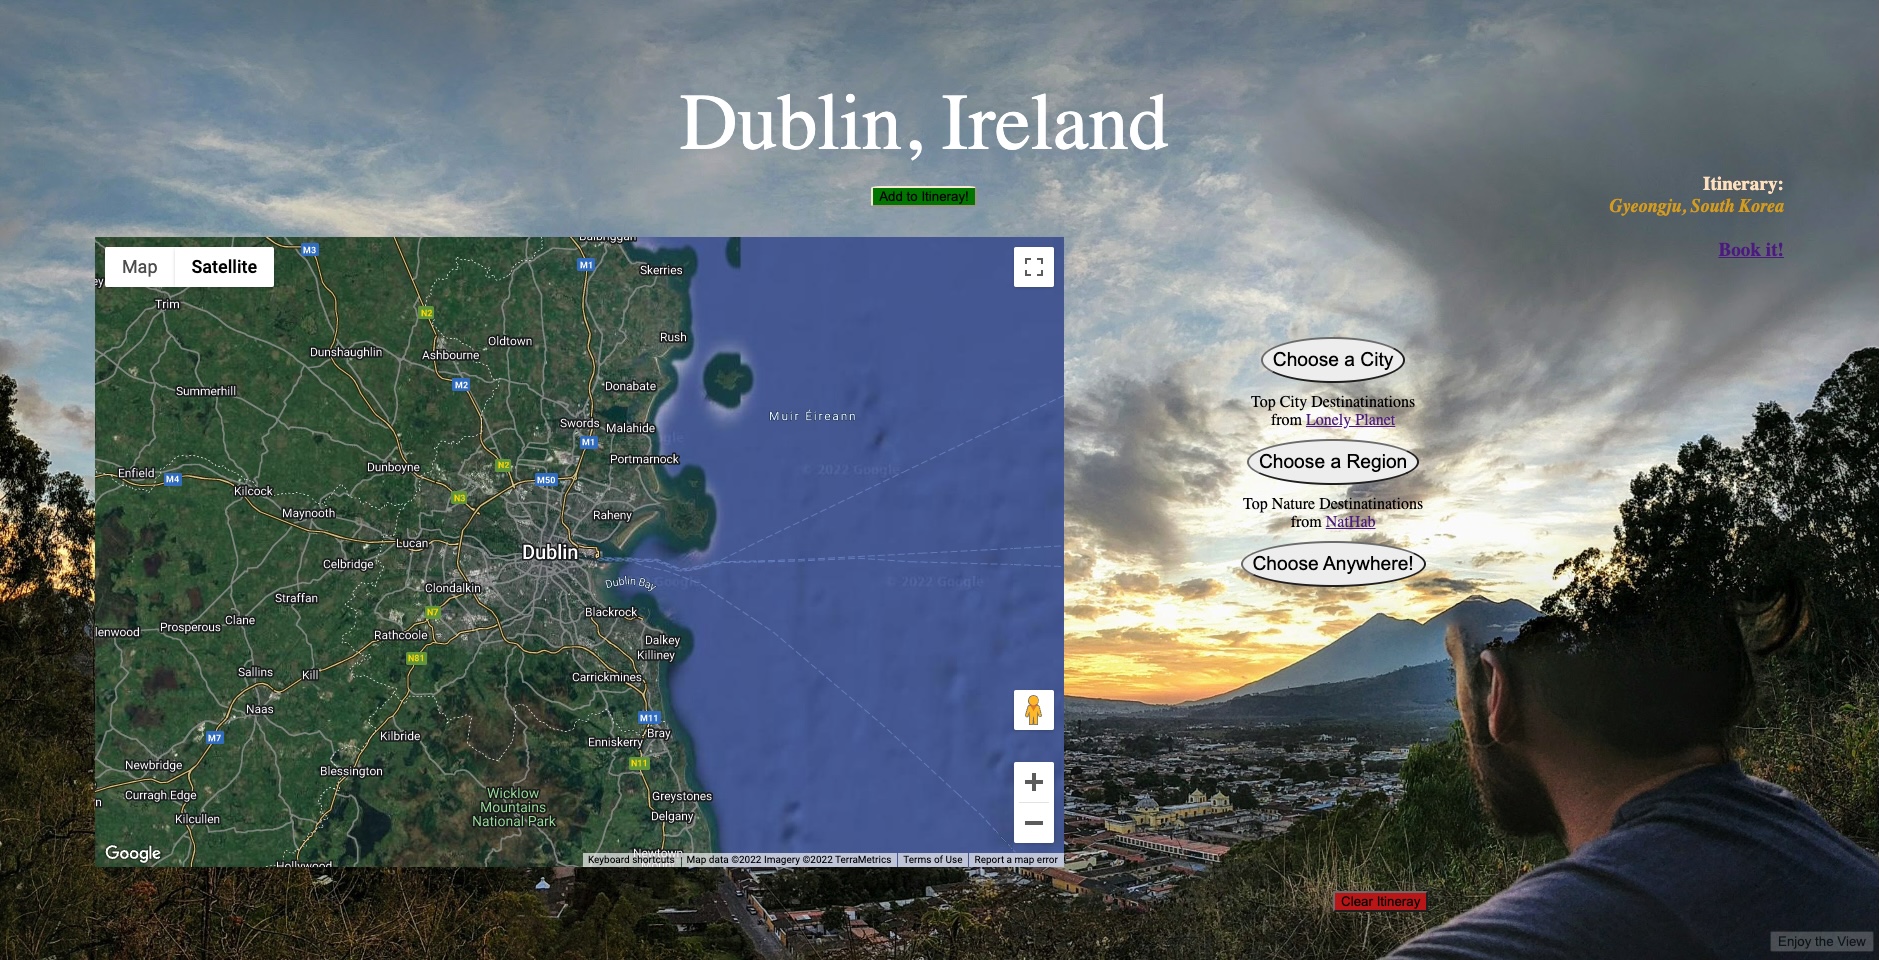 Dublin, Ireland
Add to Itineray!
Itinerary:
Gyeongju, South Korea
Book it!
Map
Satellite
M3
M1
Skerries
Trim
N2
Rush
Oldtown
Dunshaughlin
Ashbourne
M2
Donabate
Summerhill
Muir Éireann
Swords
Malahide
M1
Portmarnock
Dunboyne
N2
Enfield
M4
M50
© 2022 Google
Kilcock
N3
Maynooth
Raheny
Lucan
Dublin
Celbridge
Dublin Bay
Google
© 2022 Google
Clondalkin
Straffan
N7
Blackrock
Clane
Prosperous
lenwood
Rathcoole
Dalkey
Killiney
N81
Sallins
Kill
Carrickmines
Naas
M11
Bray
M7
Kilbride
Enniskerry
N11
Newbridge
Blessington
Curragh Edge
Wicklow
Mountains
National Park
Greystones
Kilcullen
Delgany
Newtown
Hollywood
Google
Keyboard shortcuts
Map data ©2022 Imagery ©2022 TerraMetrics
Terms of Use
Report a map error
Choose a City
Top City Destinatinations
from Lonely Planet
Choose a Region
Top Nature Destinatinations
from NatHab
Choose Anywhere!
Clear Itineray
Enjoy the View